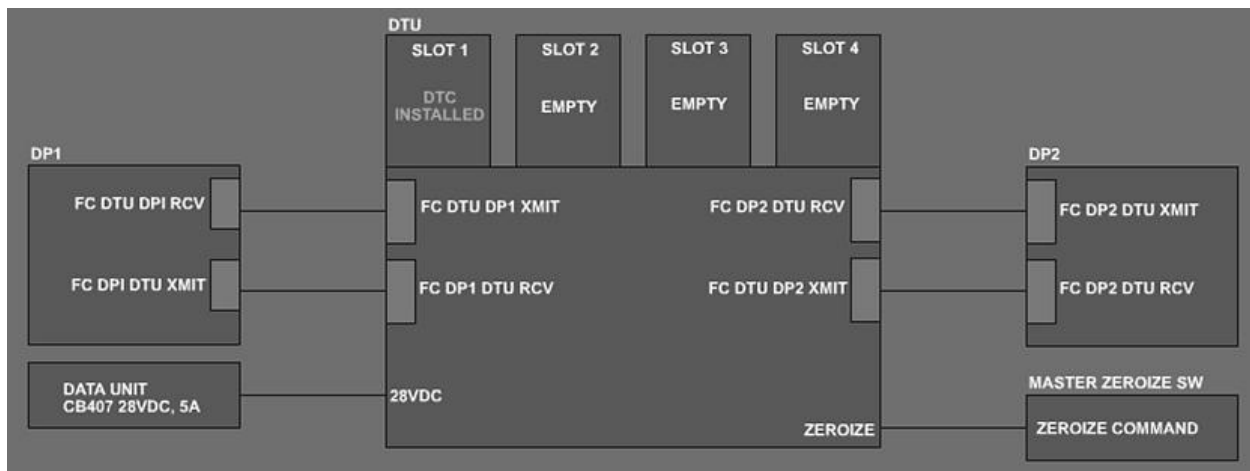 DTU
SLOT 1
DTC
INSTALLED
SLOT 2
EMPTY
SLOT 3
EMPTY
SLOT 4
EMPTY
DP1
FC DTU DPI RCV
FC DPI DTU XMIT
FC DTU DP1 XMIT
FC DP1 DTU RCV
FC DP2 DTU RCV
FC DTU DP2 XMIT
DP2
FC DP2 DTU XMIT
FC DP2 DTU RCV
DATA UNIT
CB407 28VDC, 5A
28VDC
ZEROIZE
MASTER ZEROIZE SW
ZEROIZE COMMAND